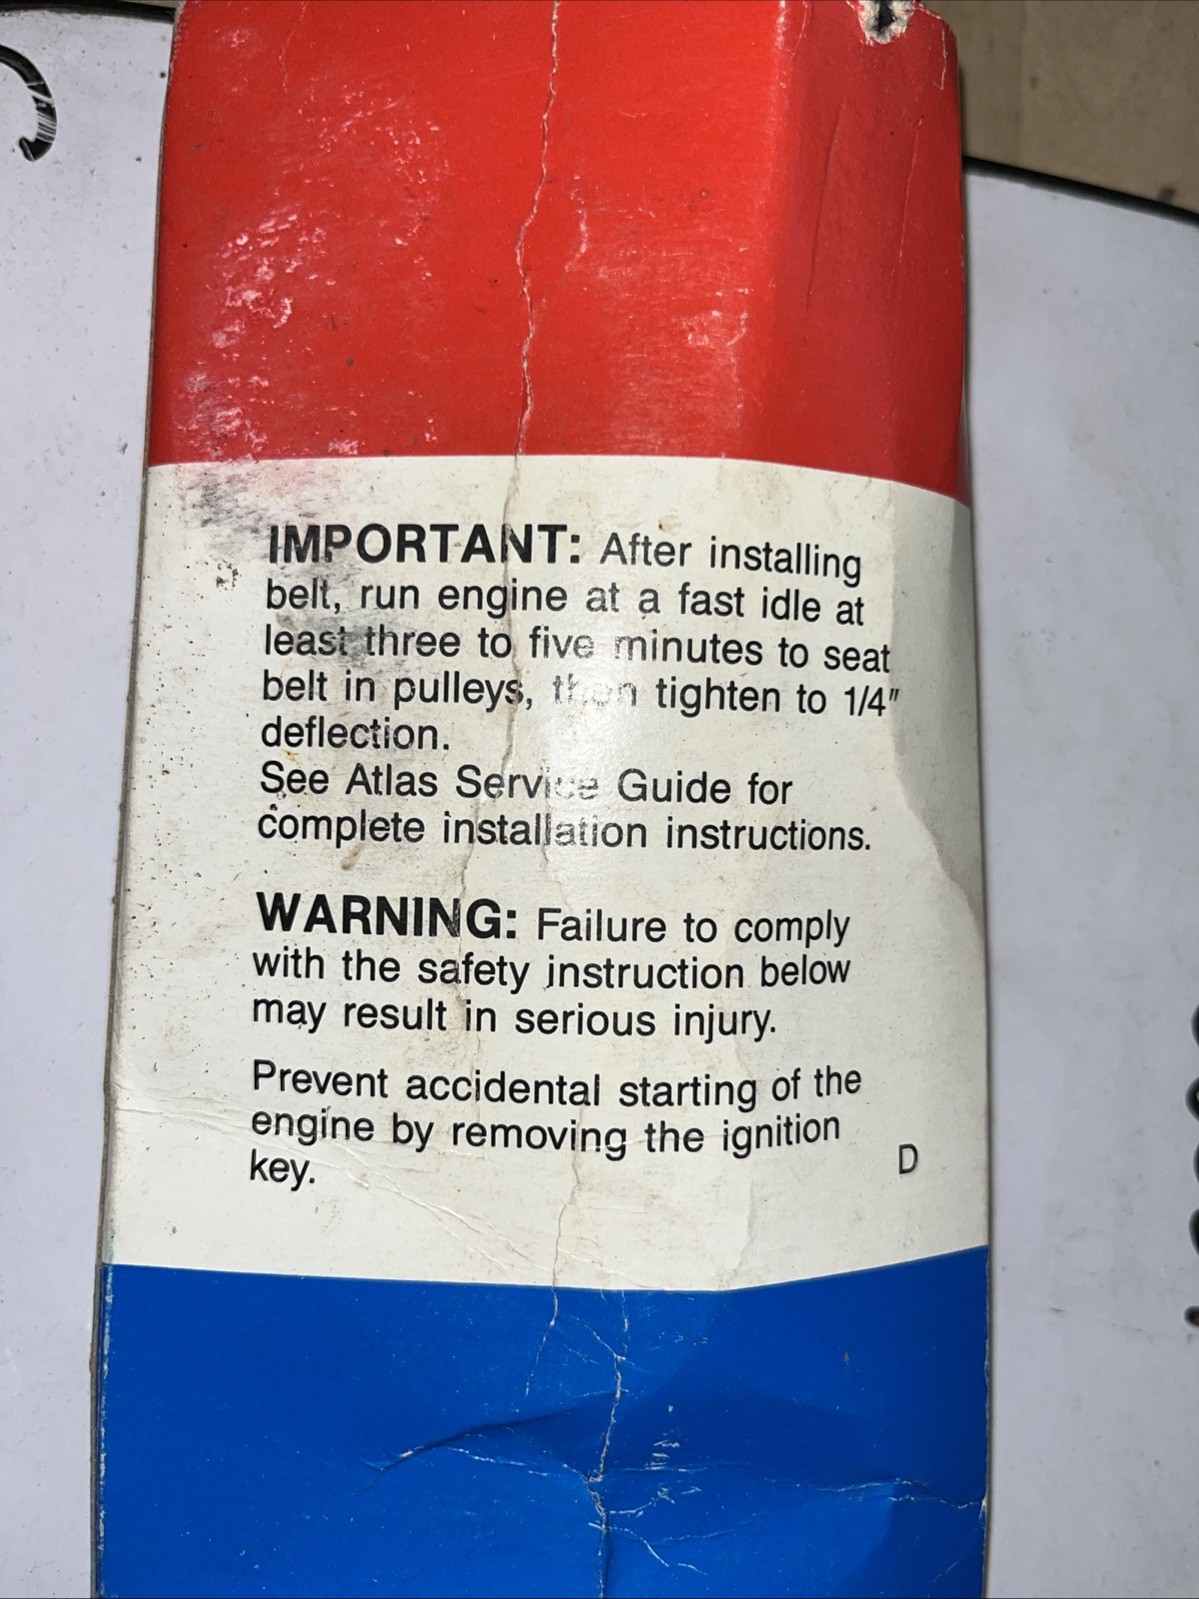 IMPORTANT: After installing
belt, run engine at a fast idle at
least three to five minutes to seat
belt in pulleys, then tighten to 1/4"
deflection.
See Atlas Service Guide for
complete installation instructions.
WARNING: Failure to comply
with the safety instruction below
may result in serious injury.
Prevent accidental starting of the
engine by removing the ignition
key.
D